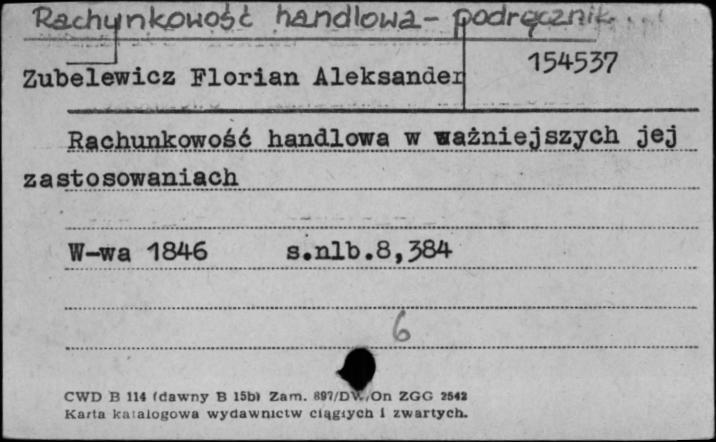 Rachunkowość handlowa - podręcznik
Zubelewicz Florian Aleksander
154537
Rachunkowość handlowa w ważniejszych jej
zastosowaniach
W-wa 1846 s.nlb.8,384
6
CWD B 114 (dawny B 15b) Zam. 897/DW/On ZGG 2542
Karta katalogowa wydawnictw ciągłych i zwartych.